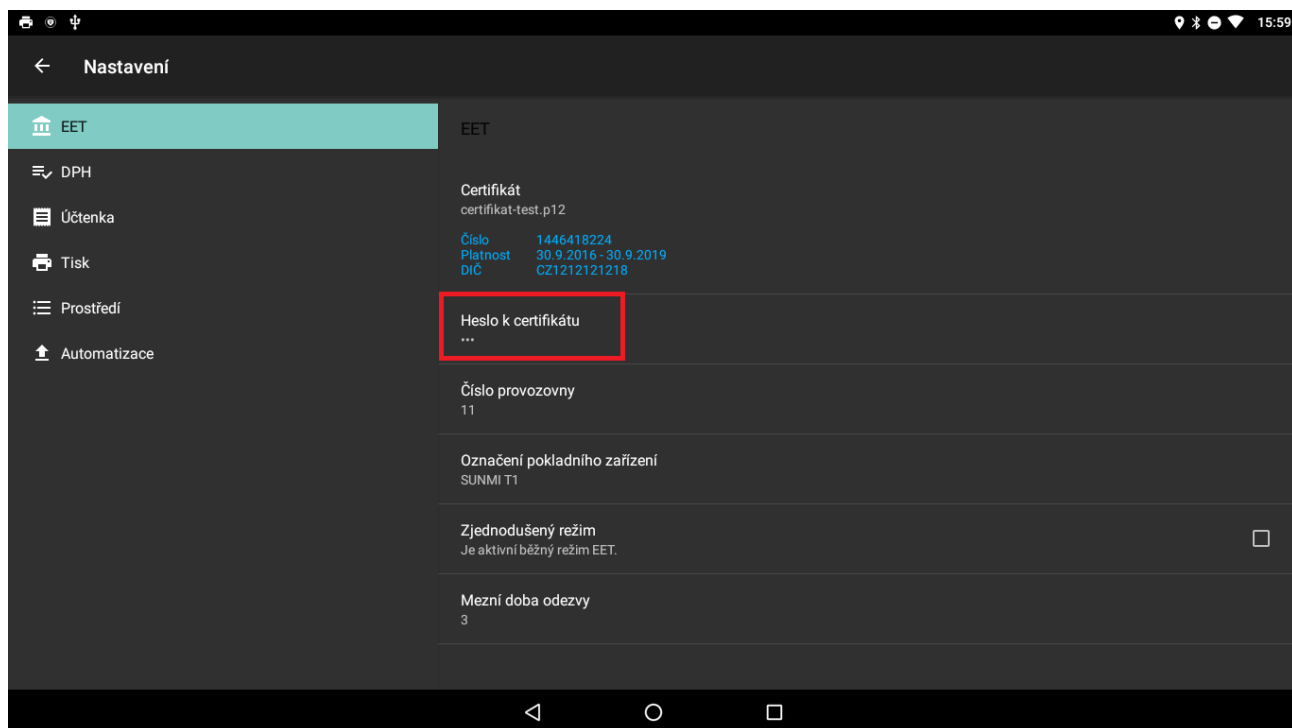 15:59
Nastavení
EET
DPH
Účtenka
Tisk
Prostředí
Automatizace
EET
Certifikát
certifikat-test.p12
Číslo 1446418224
Platnost 30.9.2016 - 30.9.2019
DIČ CZ1212121218
Heslo k certifikátu
•••
Číslo provozovny
11
Označení pokladního zařízení
SUNMI T1
Zjednodušený režim
Je aktivní běžný režim EET.
Mezní doba odezvy
3